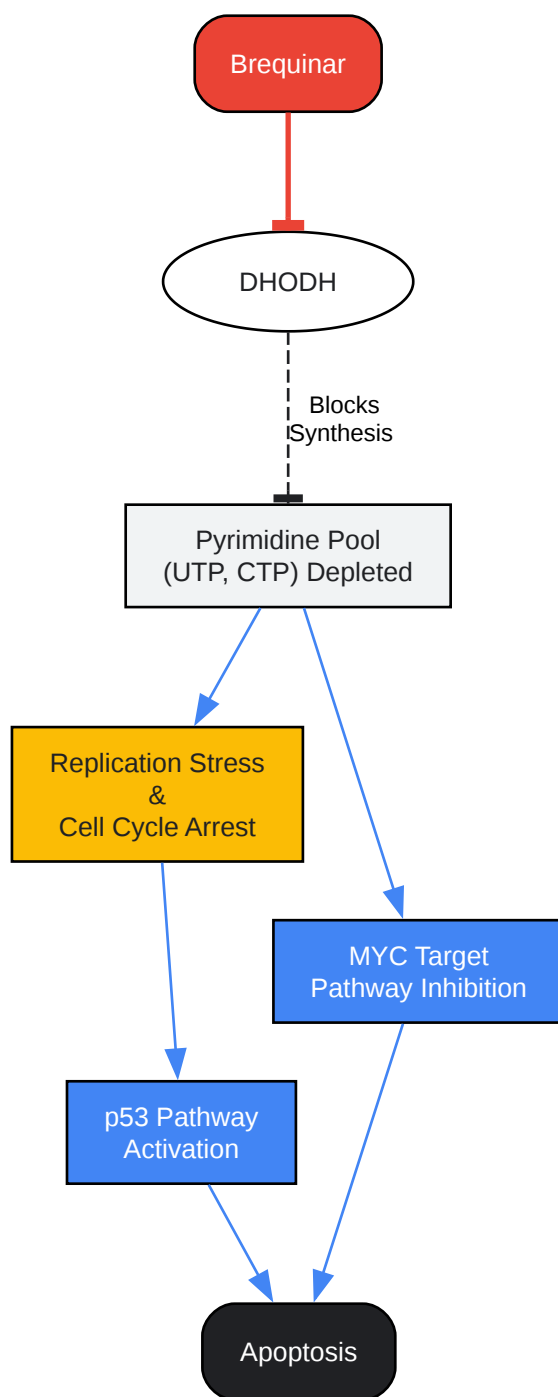 Brequinar
DHODH
Blocks
Synthesis
Pyrimidine Pool
(UTP, CTP) Depleted
Replication Stress
&
Cell Cycle Arrest
MYC Target
Pathway Inhibition
p53 Pathway
Activation
Apoptosis